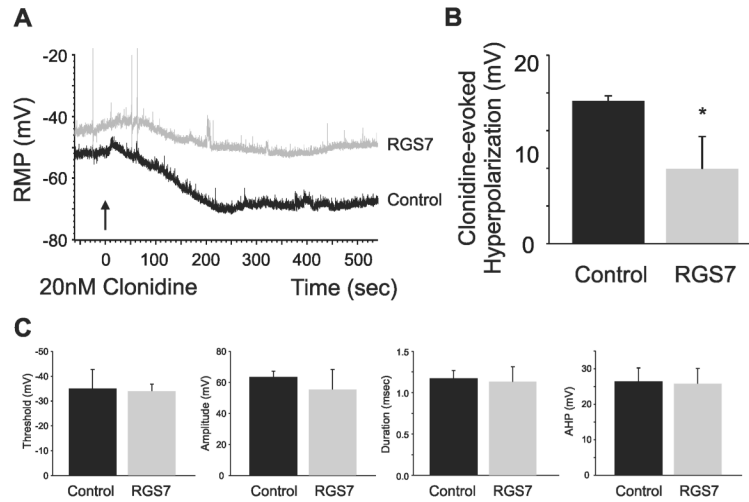 A
RMP (mV)
-20
-40
-60
-80
RGS7
Control
0 100 200 300 400 500
20nM Clonidine Time (sec)
B
Clonidine-evoked
Hyperpolarization (mV)
20
10
0
*
Control RGS7
C
Threshold (mV)
-50
-40
-30
-20
-10
0
Control RGS7
Amplitude (mV)
80
60
40
20
0
Control RGS7
Duration (msec)
1.5
1.0
0.5
0.0
Control RGS7
AHP (mV)
30
20
10
0
Control RGS7